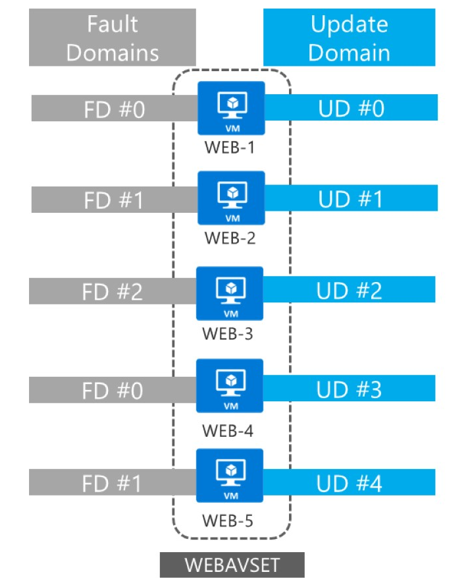 Fault
Domains
Update
Domain
FD #0
VM
UD #0
WEB-1
FD #1
VM
UD #1
WEB-2
FD #2
VM
UD #2
WEB-3
FD #0
VM
UD #3
WEB-4
FD #1
VM
UD #4
WEB-5
WEBAVSET